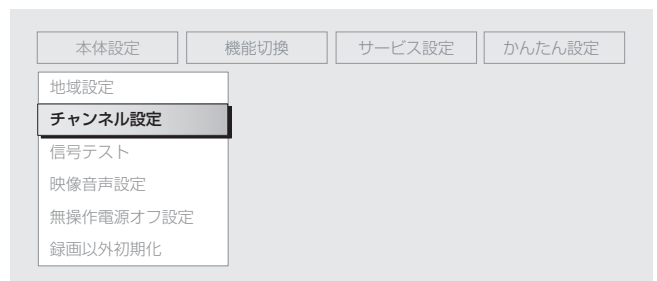 本体設定 機能切換 サービス設定 かんたん設定
地域設定
チャンネル設定
信号テスト
映像音声設定
無操作電源オフ設定
録画以外初期化